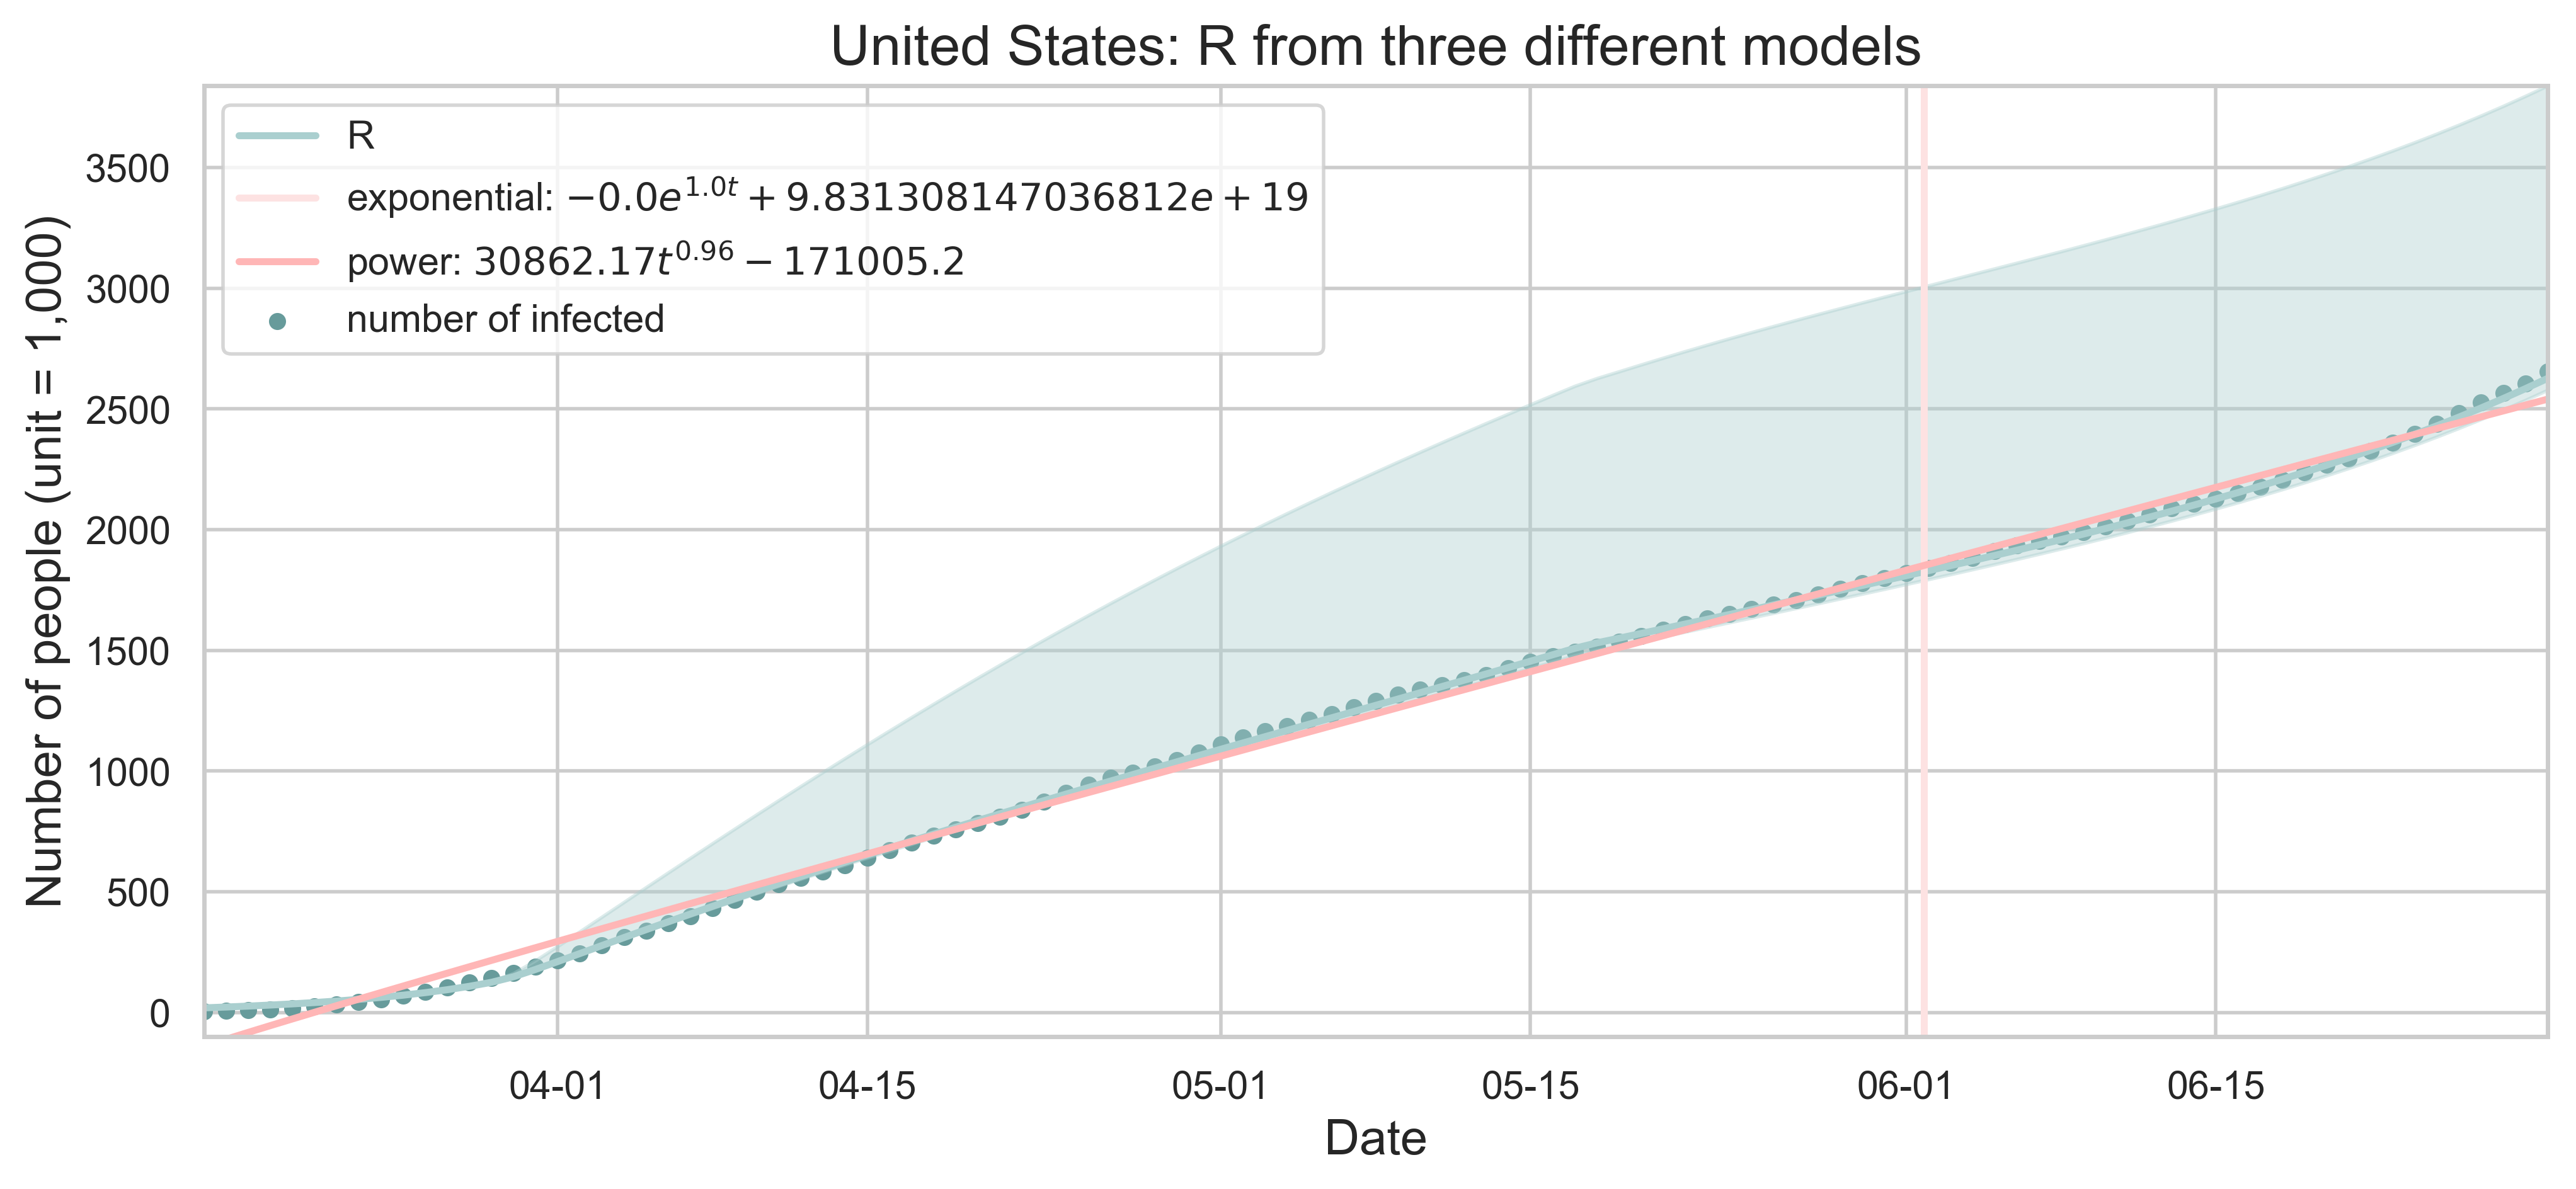 United States: R from three different models
R
exponential: −0.0e^{1.0t} + 9.831308147036812e + 19
power: 30862.17t^{0.96} − 171005.2
number of infected
Number of people (unit = 1,000)
3500
3000
2500
2000
1500
1000
500
0
04-01 04-15 05-01 05-15 06-01 06-15
Date